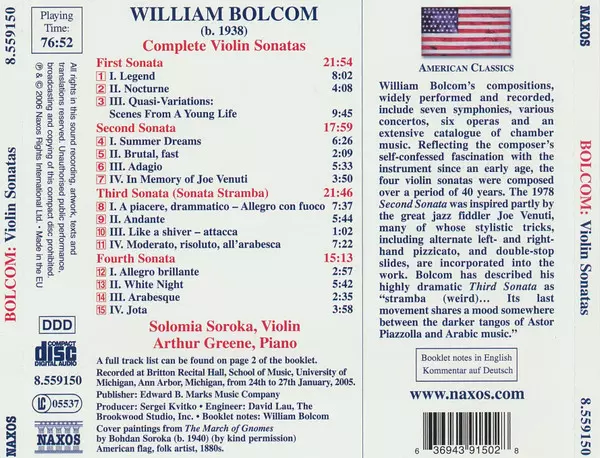 8.559150
BOLCOM: Violin Sonatas
NAXOS
Playing
Time:
76:52
All rights in this sound recording, artwork, texts and
translations reserved. Unauthorised public performance,
broadcasting and copying of this compact disc prohibited.
℗ & © 2006 Naxos Rights International Ltd. • Made in the EU
DDD
COMPACT
disc
DIGITAL AUDIO
8.559150
LC 05537
NAXOS
WILLIAM BOLCOM
(b. 1938)
Complete Violin Sonatas
First Sonata 21:54
1 I. Legend 8:02
2 II. Nocturne 4:08
3 III. Quasi-Variations:
Scenes From A Young Life 9:45
Second Sonata 17:59
4 I. Summer Dreams 6:26
5 II. Brutal, fast 2:09
6 III. Adagio 5:33
7 IV. In Memory of Joe Venuti 3:50
Third Sonata (Sonata Stramba) 21:46
8 I. A piacere, drammatico – Allegro con fuoco 7:37
9 II. Andante 5:44
10 III. Like a shiver – attacca 1:02
11 IV. Moderato, risoluto, all'arabesca 7:22
Fourth Sonata 15:13
12 I. Allegro brillante 2:57
13 II. White Night 5:42
14 III. Arabesque 2:35
15 IV. Jota 3:58
Solomia Soroka, Violin
Arthur Greene, Piano
A full track list can be found on page 2 of the booklet.
Recorded at Britton Recital Hall, School of Music, University of
Michigan, Ann Arbor, Michigan, from 24th to 27th January, 2005.
Publisher: Edward B. Marks Music Company
Producer: Sergei Kvitko • Engineer: David Lau, The
Brookwood Studio, Inc. • Booklet notes: William Bolcom
Cover paintings from The March of Gnomes
by Bohdan Soroka (b. 1940) (by kind permission)
American flag, folk artist, 1880s.
AMERICAN CLASSICS
William Bolcom's compositions,
widely performed and recorded,
include seven symphonies, various
concertos, six operas and an
extensive catalogue of chamber
music. Reflecting the composer's
self-confessed fascination with the
instrument since an early age, the
four violin sonatas were composed
over a period of 40 years. The 1978
Second Sonata was inspired partly by
the great jazz fiddler Joe Venuti,
many of whose stylistic tricks,
including alternate left- and right-
hand pizzicato, and double-stop
slides, are incorporated into the
work. Bolcom has described his
highly dramatic Third Sonata as
"stramba (weird)... Its last
movement shares a mood somewhere
between the darker tangos of Astor
Piazzolla and Arabic music."
Booklet notes in English
Kommentar auf Deutsch
www.naxos.com
6 36943 91502 8
NAXOS
BOLCOM: Violin Sonatas
8.559150